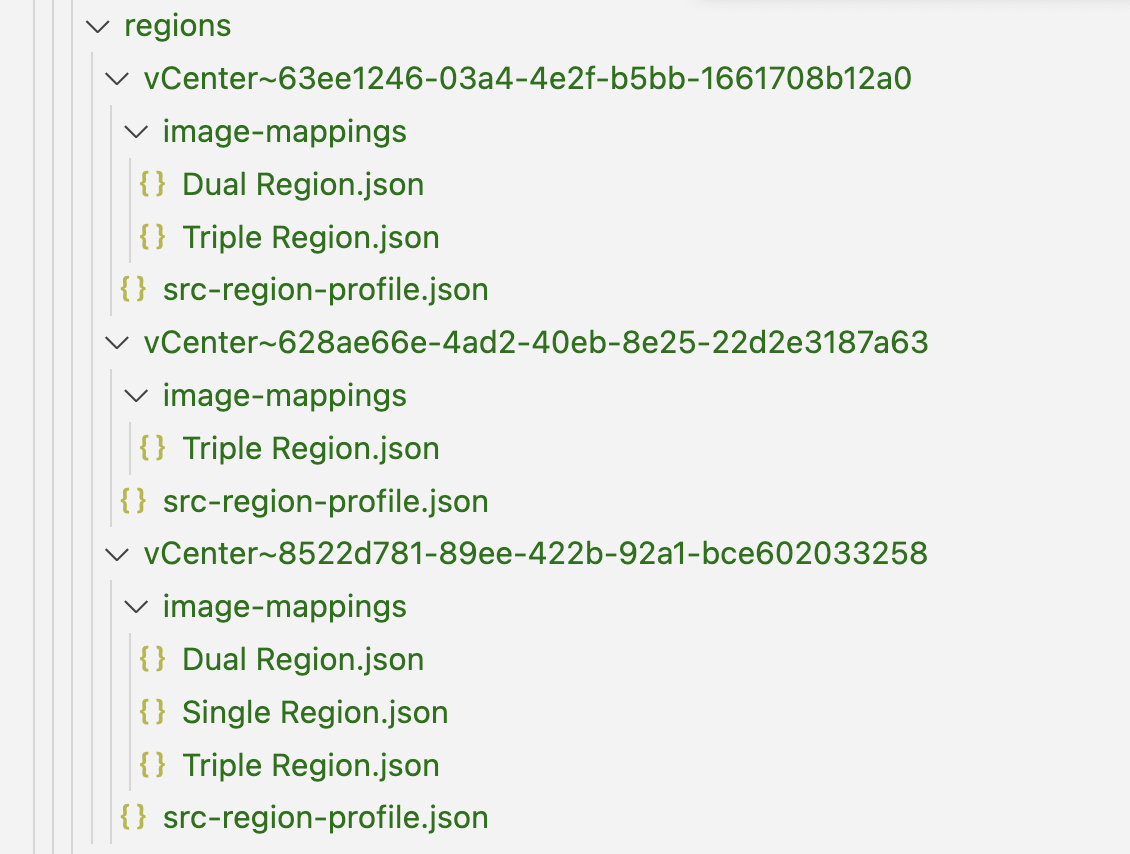 regions
vCenter~63ee1246-03a4-4e2f-b5bb-1661708b12a0
image-mappings
{} Dual Region.json
{} Triple Region.json
{} src-region-profile.json
vCenter~628ae66e-4ad2-40eb-8e25-22d2e3187a63
image-mappings
{} Triple Region.json
{} src-region-profile.json
vCenter~8522d781-89ee-422b-92a1-bce602033258
image-mappings
{} Dual Region.json
{} Single Region.json
{} Triple Region.json
{} src-region-profile.json